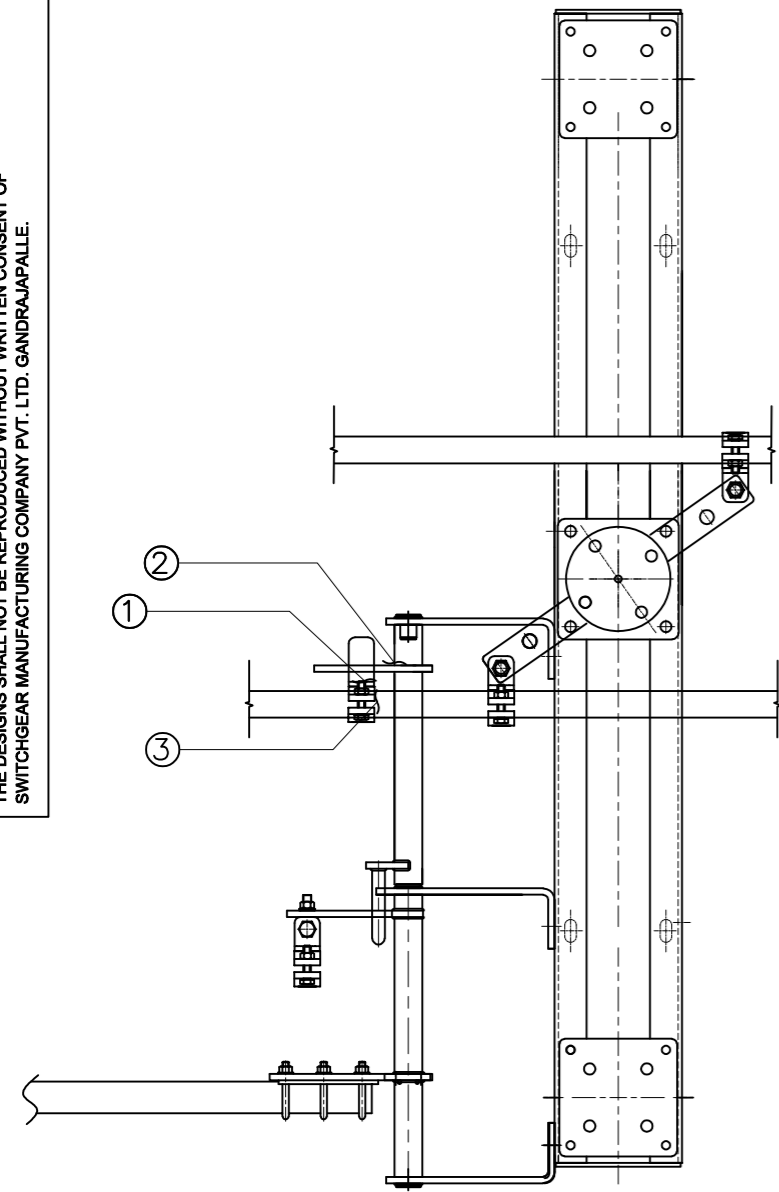 THE DESIGNS SHALL NOT BE REPRODUCED WITHOUT WRITTEN CONSENT OF
SWITCHGEAR MANUFACTURING COMPANY PVT. LTD. GANDRAJAPALLE.
2
1
3